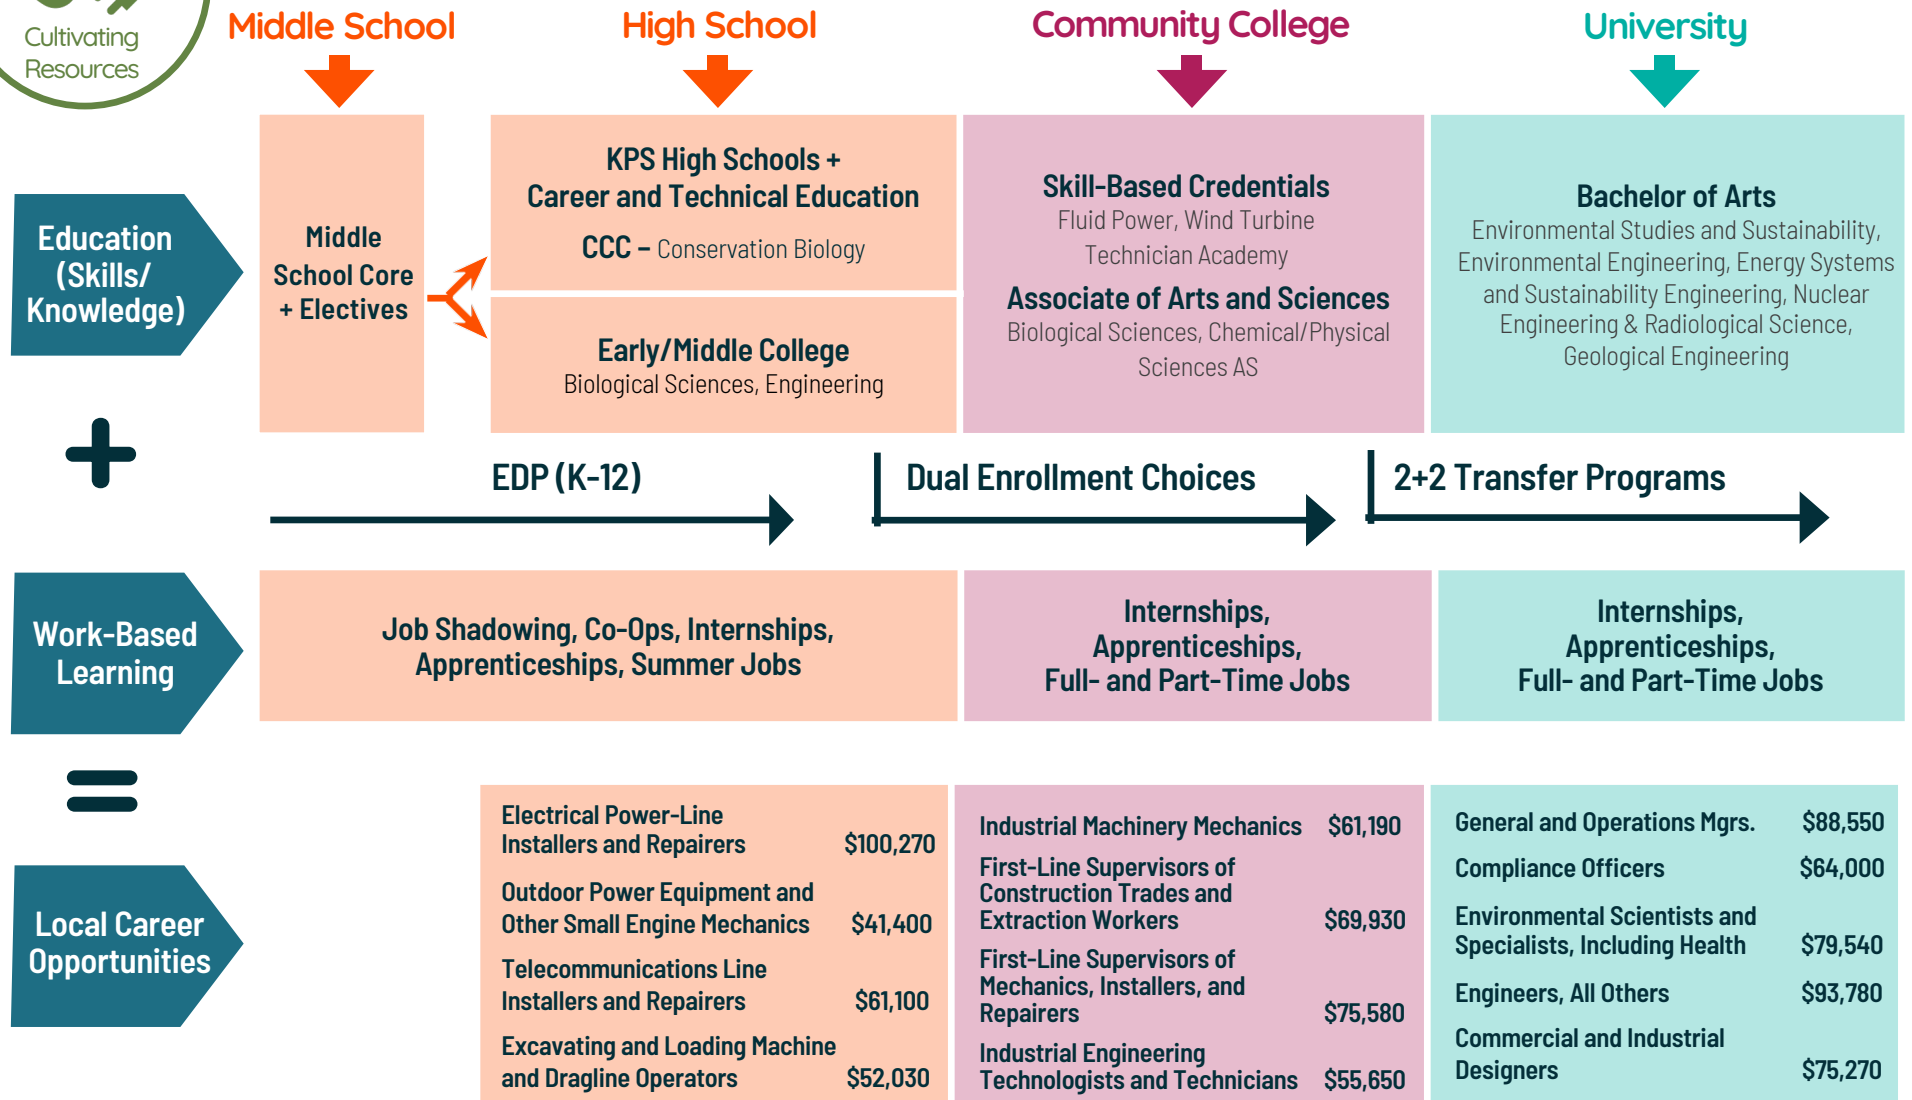 Cultivating
Resources
Middle School
High School
Community College
University
Education
(Skills/
Knowledge)
Middle
School Core
+ Electives
KPS High Schools +
Career and Technical Education
CCC – Conservation Biology
Early/Middle College
Biological Sciences, Engineering
Skill-Based Credentials
Fluid Power, Wind Turbine
Technician Academy
Associate of Arts and Sciences
Biological Sciences, Chemical/Physical
Sciences AS
Bachelor of Arts
Environmental Studies and Sustainability,
Environmental Engineering, Energy Systems
and Sustainability Engineering, Nuclear
Engineering & Radiological Science,
Geological Engineering
+
EDP (K-12)
Dual Enrollment Choices
2+2 Transfer Programs
Work-Based
Learning
Job Shadowing, Co-Ops, Internships,
Apprenticeships, Summer Jobs
Internships,
Apprenticeships,
Full- and Part-Time Jobs
Internships,
Apprenticeships,
Full- and Part-Time Jobs
=
Local Career
Opportunities
Electrical Power-Line
Installers and Repairers $100,270
Outdoor Power Equipment and
Other Small Engine Mechanics $41,400
Telecommunications Line
Installers and Repairers $61,100
Excavating and Loading Machine
and Dragline Operators $52,030
Industrial Machinery Mechanics $61,190
First-Line Supervisors of
Construction Trades and
Extraction Workers $69,930
First-Line Supervisors of
Mechanics, Installers, and
Repairers $75,580
Industrial Engineering
Technologists and Technicians $55,650
General and Operations Mgrs. $88,550
Compliance Officers $64,000
Environmental Scientists and
Specialists, Including Health $79,540
Engineers, All Others $93,780
Commercial and Industrial
Designers $75,270